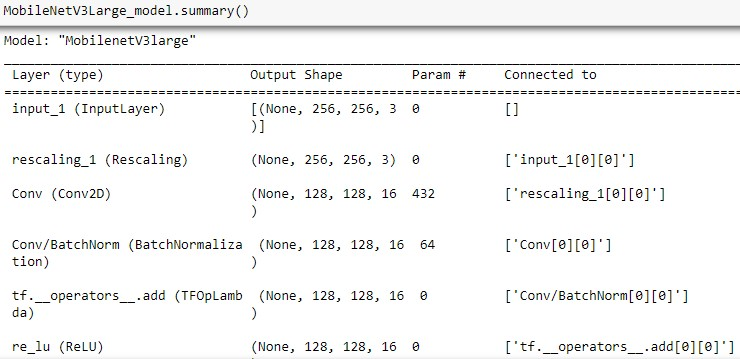 MobileNetV3Large_model.summary()
Model: "MobilenetV3large"
Layer (type) Output Shape Param # Connected to
input_1 (InputLayer) [(None, 256, 256, 3 0 []
)]
rescaling_1 (Rescaling) (None, 256, 256, 3) 0 ['input_1[0][0]']
Conv (Conv2D) (None, 128, 128, 16 432 ['rescaling_1[0][0]']
)
Conv/BatchNorm (BatchNormaliza (None, 128, 128, 16 64 ['Conv[0][0]']
tion) )
tf.__operators__.add (TFOpLamb (None, 128, 128, 16 0 ['Conv/BatchNorm[0][0]']
da) )
re_lu (ReLU) (None, 128, 128, 16 0 ['tf.__operators__.add[0][0]']